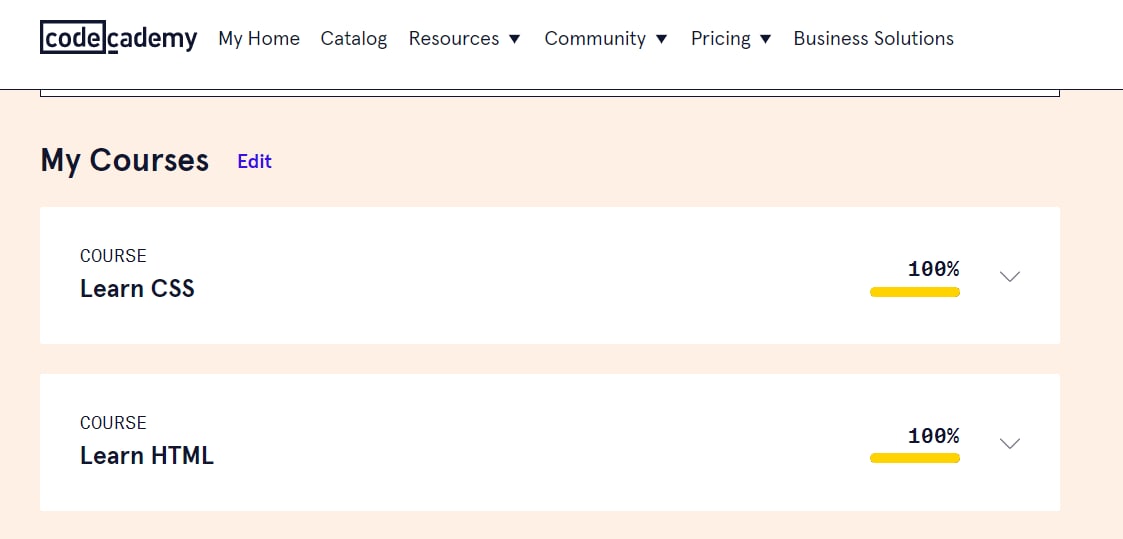 codecademy My Home Catalog Resources Community Pricing Business Solutions
My Courses Edit
COURSE
Learn CSS
100%
COURSE
Learn HTML
100%